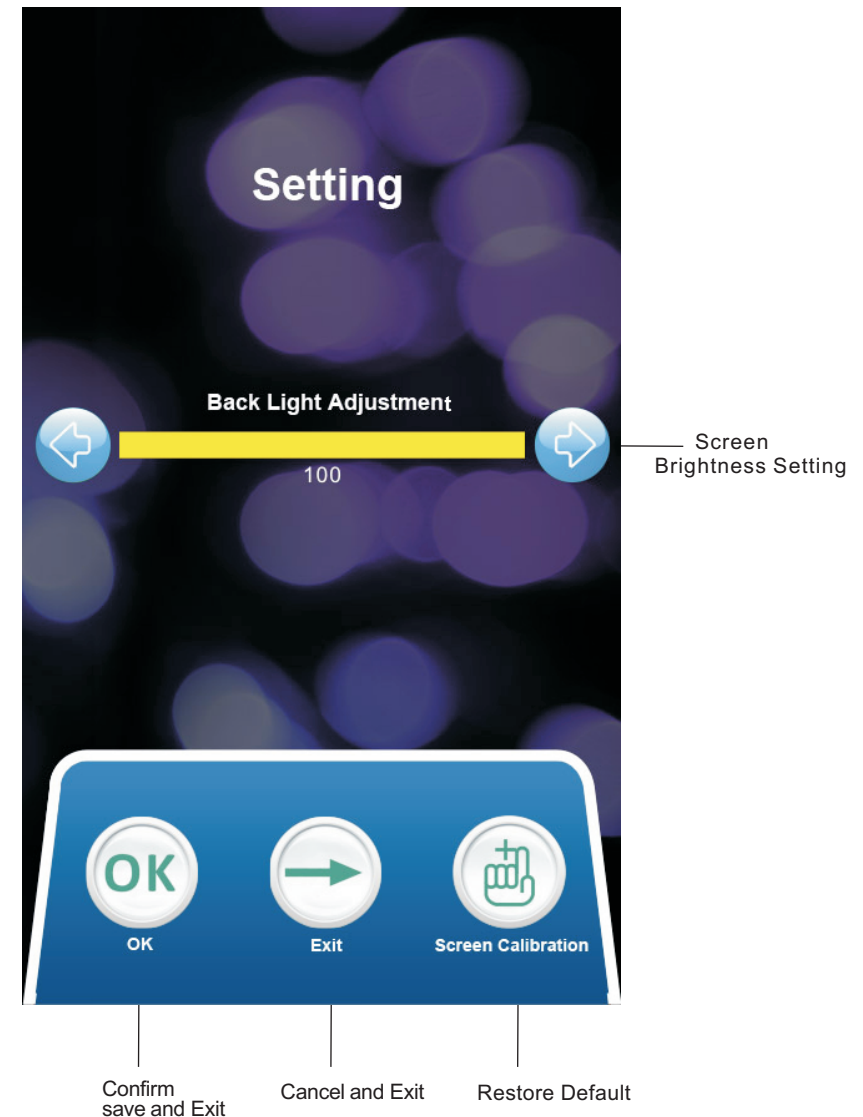 Setting
Back Light Adjustment
100
Screen
Brightness Setting
OK
OK
Exit
Screen Calibration
Confirm
save and Exit
Cancel and Exit
Restore Default